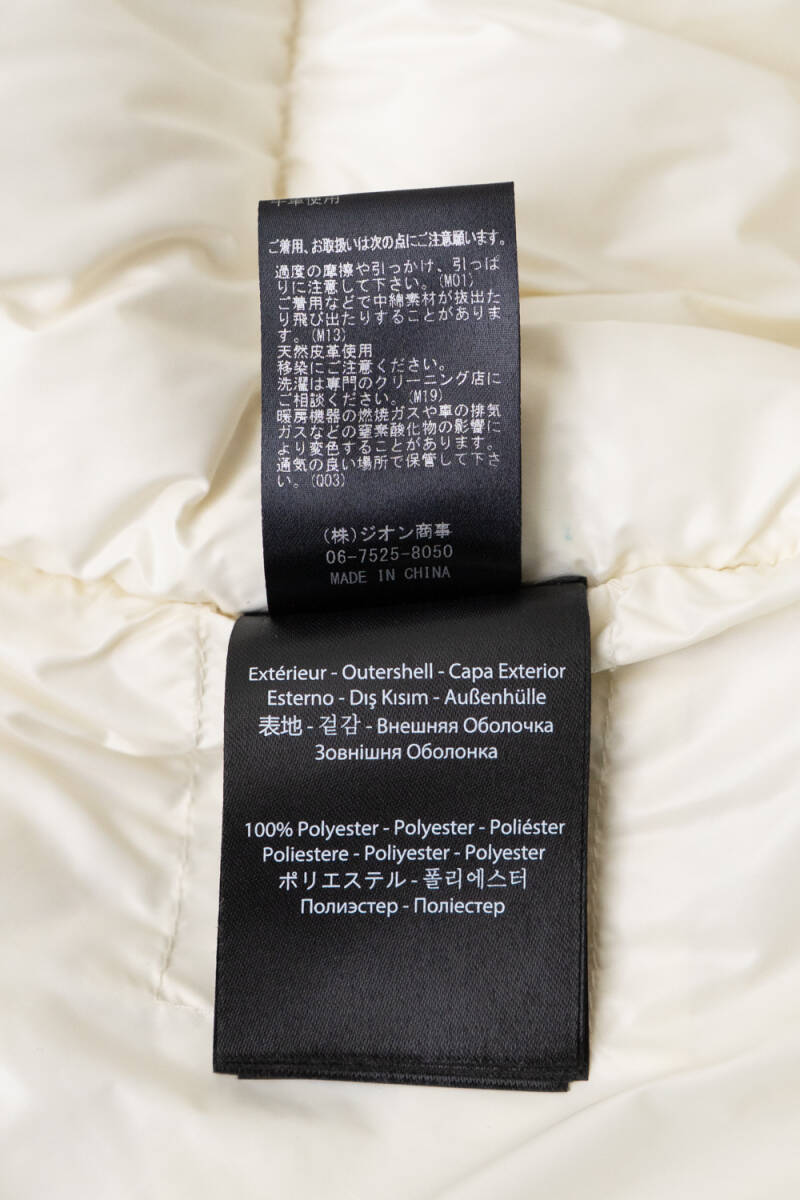 ご着用、お取扱いは次の点にご注意願います。
過度の摩擦や引っかけ、引っぱ
りに注意して下さい。(M01)
ご着用などで中綿素材が抜出た
り飛び出たりすることがありま
す。(M13)
天然皮革使用
移染にご注意ください。
洗濯は専門のクリーニング店に
ご相談ください。(M19)
暖房機器の燃焼ガスや車の排気
ガスなどの窒素酸化物の影響に
より変色することがあります。
通気の良い場所で保管して下さ
い。(Q03)
(株)ジオン商事
06-7525-8050
MADE IN CHINA
Extérieur - Outershell - Capa Exterior
Esterno - Dış Kısım - Außenhülle
表地 - 겉감 - Внешняя Оболочка
Зовнішня Оболонка
100% Polyester - Polyester - Poliéster
Poliestere - Poliyester - Polyester
ポリエステル - 폴리에스터
Полиэстер - Поліестер